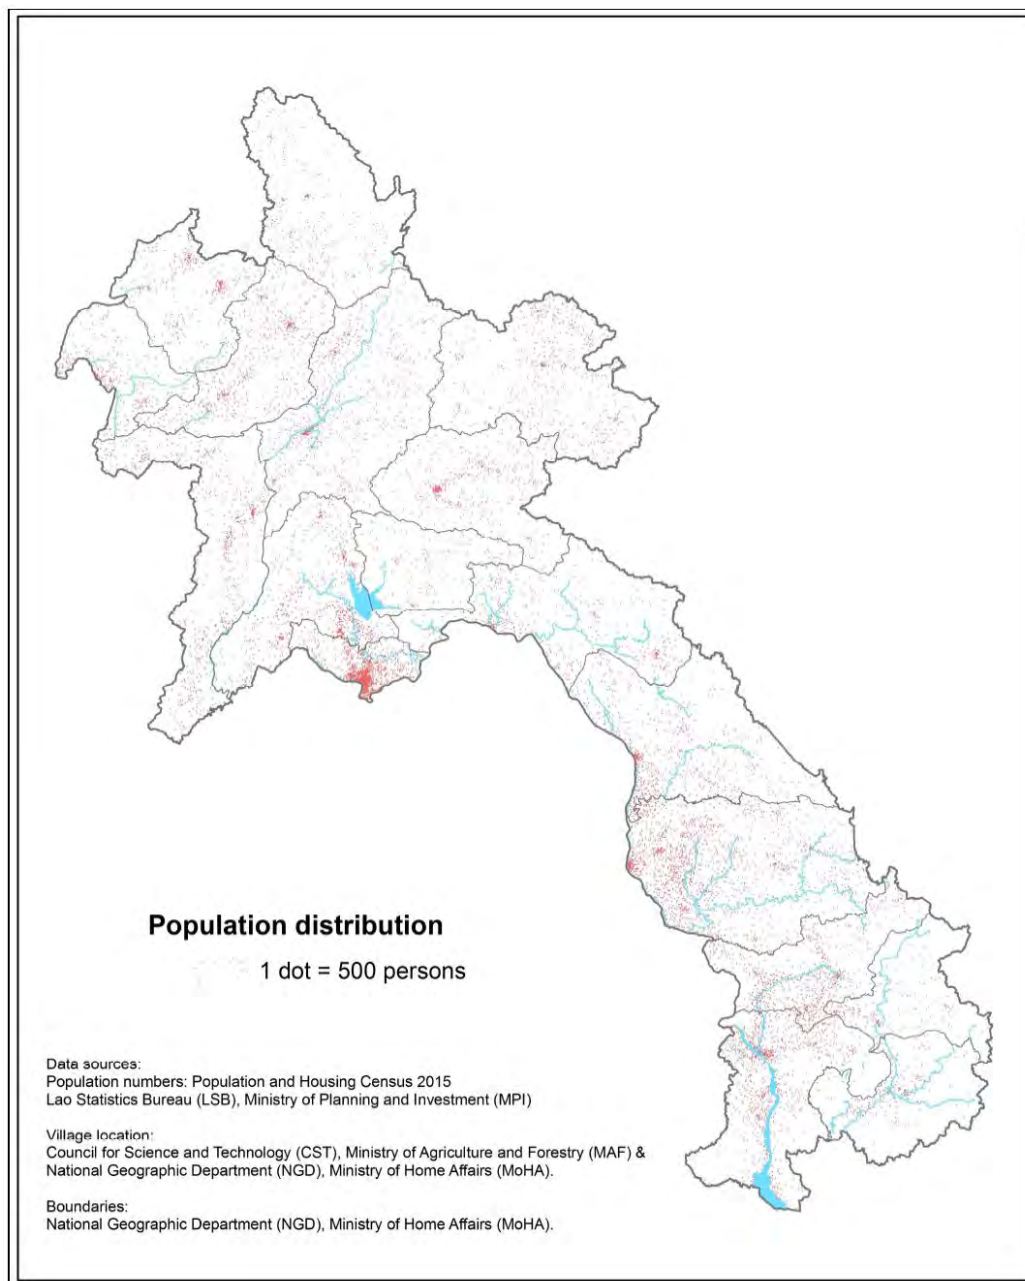 Population distribution
1 dot = 500 persons
Data sources:
Population numbers: Population and Housing Census 2015
Lao Statistics Bureau (LSB), Ministry of Planning and Investment (MPI)
Village location:
Council for Science and Technology (CST), Ministry of Agriculture and Forestry (MAF) &
National Geographic Department (NGD), Ministry of Home Affairs (MoHA).
Boundaries:
National Geographic Department (NGD), Ministry of Home Affairs (MoHA).